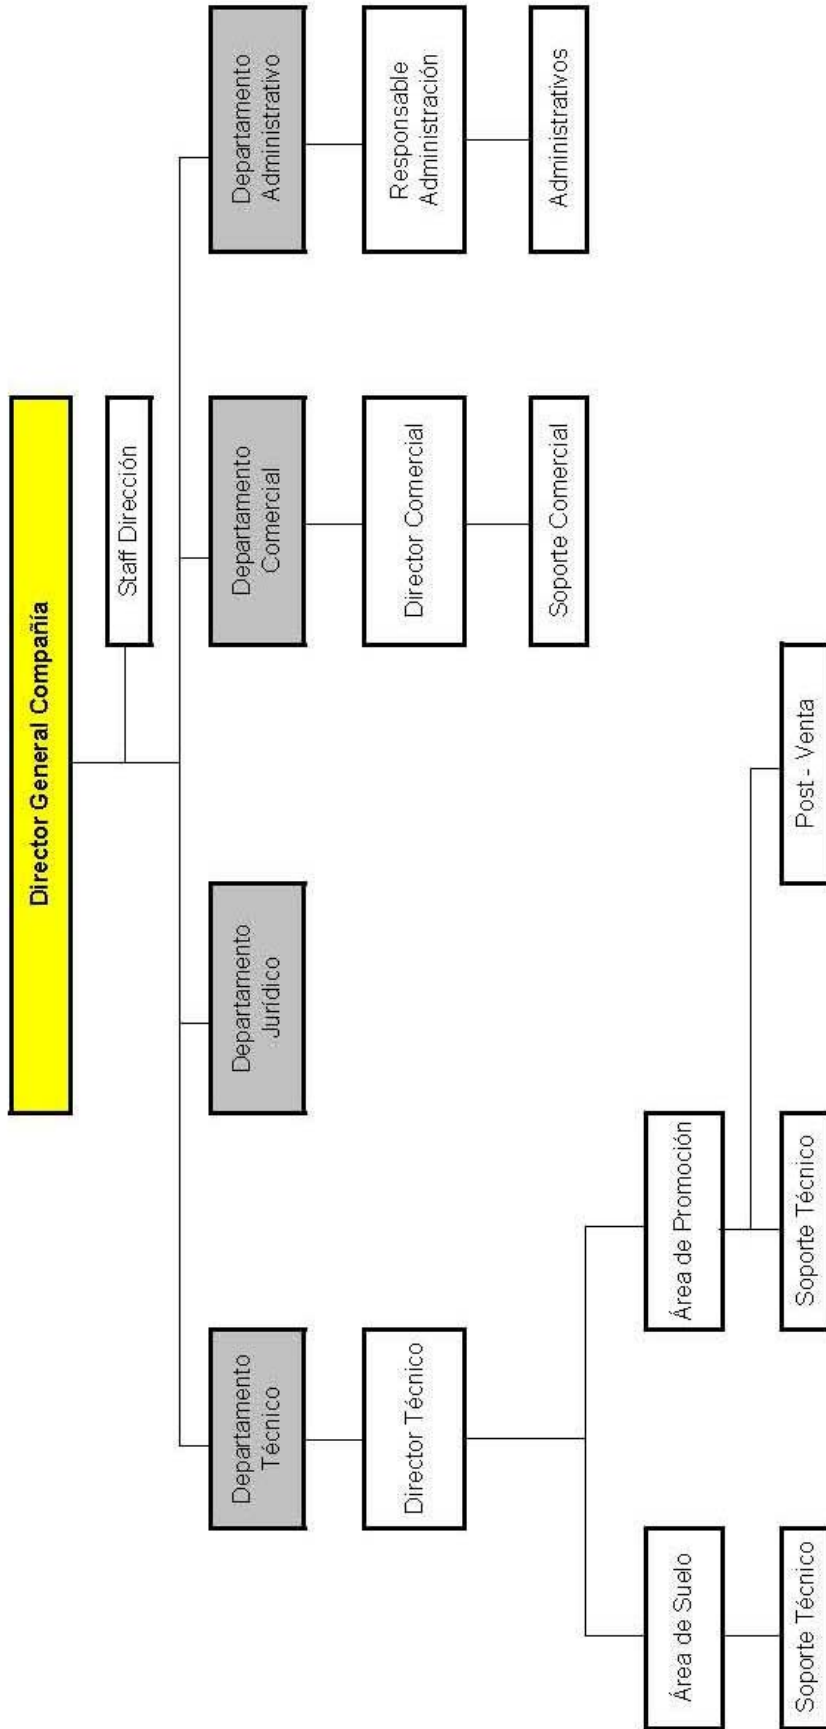 Director General Compañía
Staff Dirección
Departamento
Técnico
Departamento
Jurídico
Departamento
Comercial
Departamento
Administrativo
Director Técnico
Director Comercial
Responsable
Administración
Soporte Comercial
Administrativos
Área de Suelo
Área de Promoción
Soporte Técnico
Soporte Técnico
Post - Venta